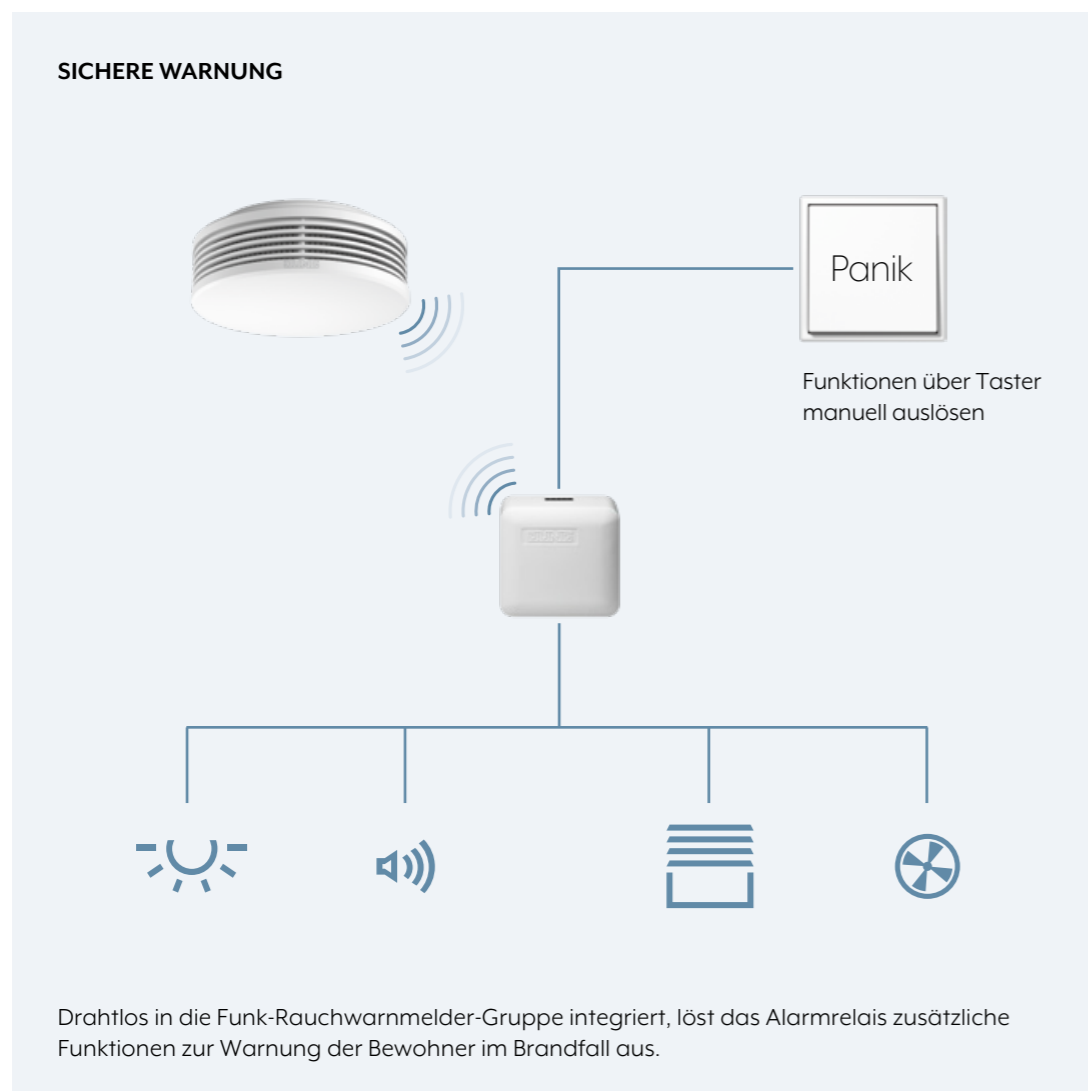 SICHERE WARNUNG
Panik
Funktionen über Taster
manuell auslösen
Drahtlos in die Funk-Rauchwarnmelder-Gruppe integriert, löst das Alarmrelais zusätzliche
Funktionen zur Warnung der Bewohner im Brandfall aus.